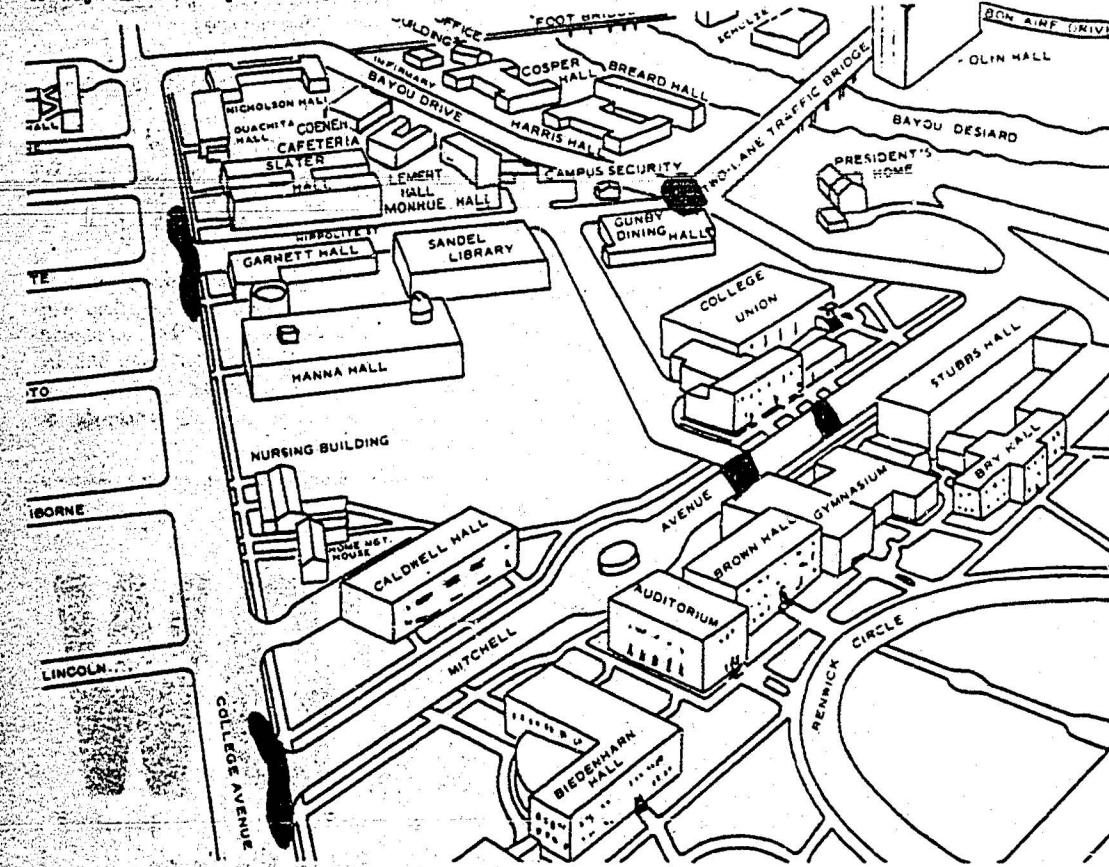 OFFICE
BUILDINGS
FOOT BRIDGE
SCHULZE
BON AIRE DRIVE
OLIN HALL
INFIRMARY
COSPER
HALL
BREARD HALL
BAYOU DRIVE
HARRIS HALL
NICHOLSON HALL
OUACHITA
HALL
COENEN
CAFETERIA
HALL
TWO-LANE TRAFFIC BRIDGE
BAYOU DESIARD
SLATER
HALL
LEMERT
HALL
MONHUE HALL
CAMPUS SECURITY
PRESIDENT'S
HOME
HIPPOLITE ST
GARNETT HALL
SANDEL
LIBRARY
GUNBY
DINING HALL
TE
COLLEGE
UNION
HANNA HALL
STUBBS HALL
TO
NURSING BUILDING
BRY HALL
IBORNE
AVENUE
GYMNASIUM
HOME MGT.
HOUSE
CALDWELL HALL
BROWN HALL
AUDITORIUM
MITCHELL
RENWICK CIRCLE
LINCOLN
COLLEGE AVENUE
BIEDENHARN
HALL